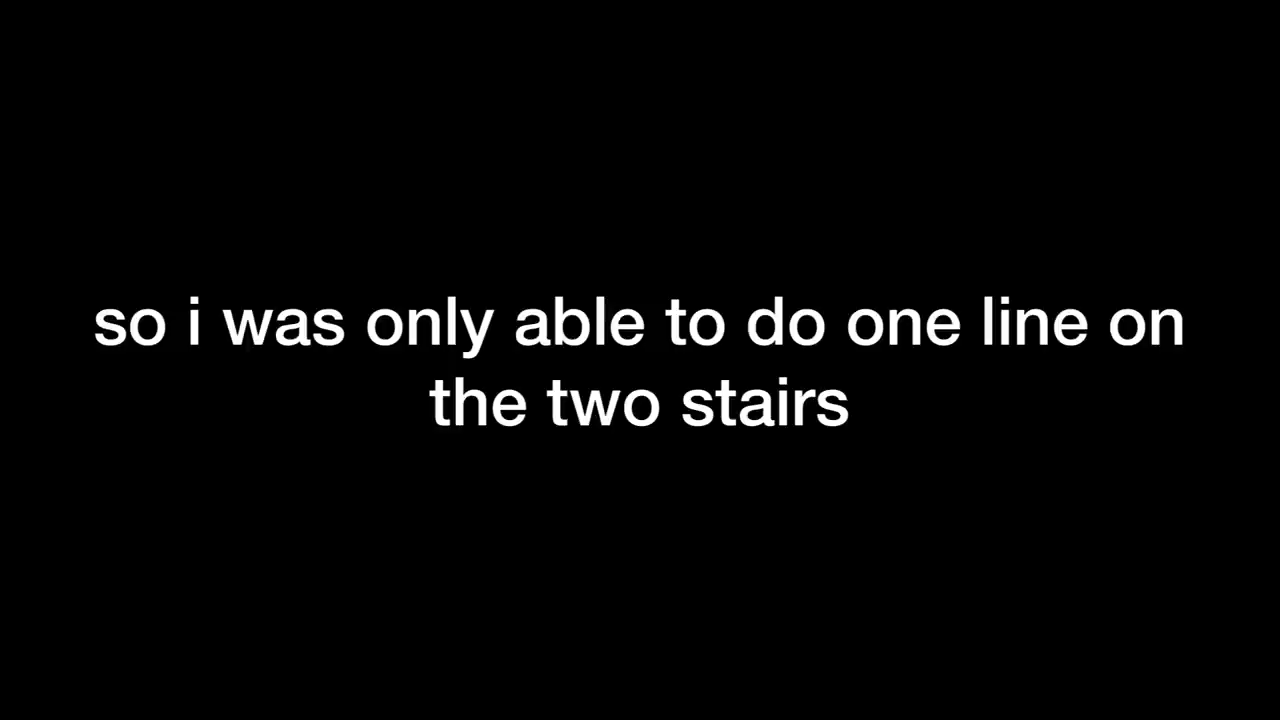 so i was only able to do one line on
the two stairs